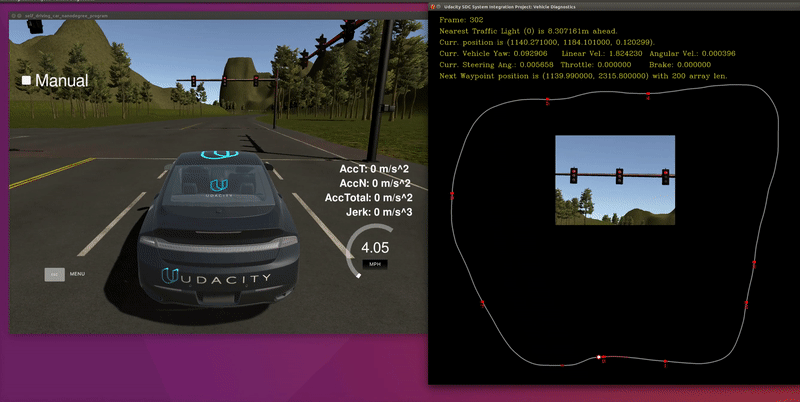 self_driving_car_nanodegree_program
Manual
AccT: 0 m/s^2
AccN: 0 m/s^2
AccTotal: 0 m/s^2
Jerk: 0 m/s^3
4.05
MPH
MENU
UDACITY
UDACITY
Udacity SDC System Integration Project: Vehicle Diagnostics
Frame: 302
Nearest Traffic Light (0) is 8.307161m ahead.
Curr. position is (1140.271000, 1184.101000, 0.120299).
Curr. Vehicle Yaw: 0.092906 Linear Vel.: 1.824230 Angular Vel.: 0.000396
Curr. Steering Ang.: 0.005658 Throttle: 0.000000 Brake: 0.000000
Next Waypoint position is (1139.990000, 2315.800000) with 200 array len.